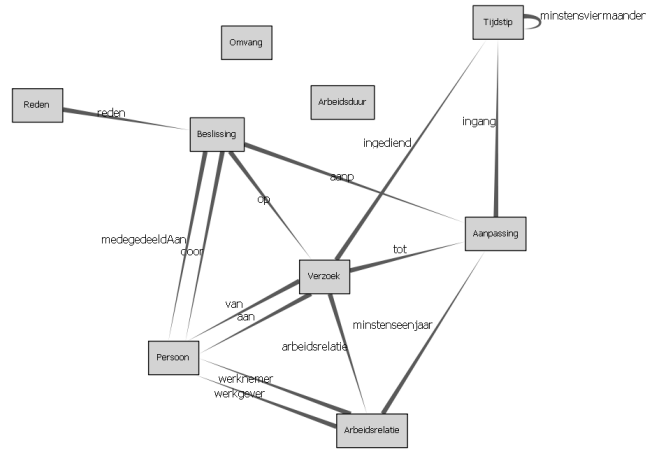 Tijdstip
minstensviermaanden
Omvang
Reden
Arbeidsduur
reden
Beslissing
ingang
ingediend
aanp
op
Aanpassing
medegedeeldAan
door
tot
Verzoek
van
aan
minstenseenjaar
arbeidsrelatie
Persoon
werknemer
werkgever
Arbeidsrelatie